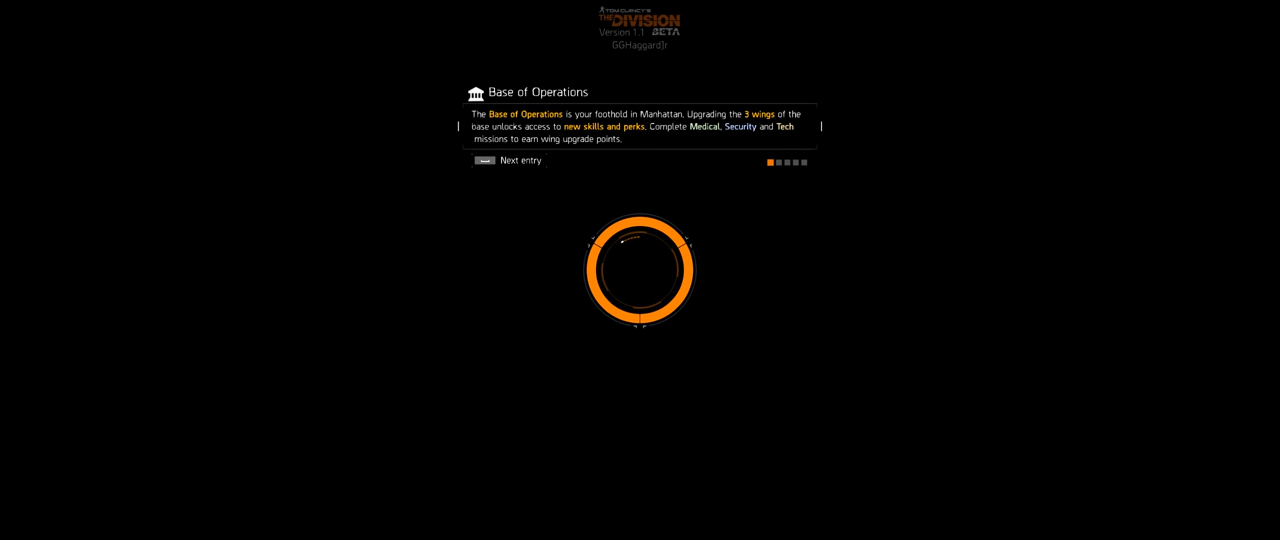 TOM CLANCY'S
THE DIVISION
Version 1.1 BETA
GGHaggardJr
Base of Operations
The Base of Operations is your foothold in Manhattan. Upgrading the 3 wings of the
base unlocks access to new skills and perks. Complete Medical, Security and Tech
missions to earn wing upgrade points.
Next entry